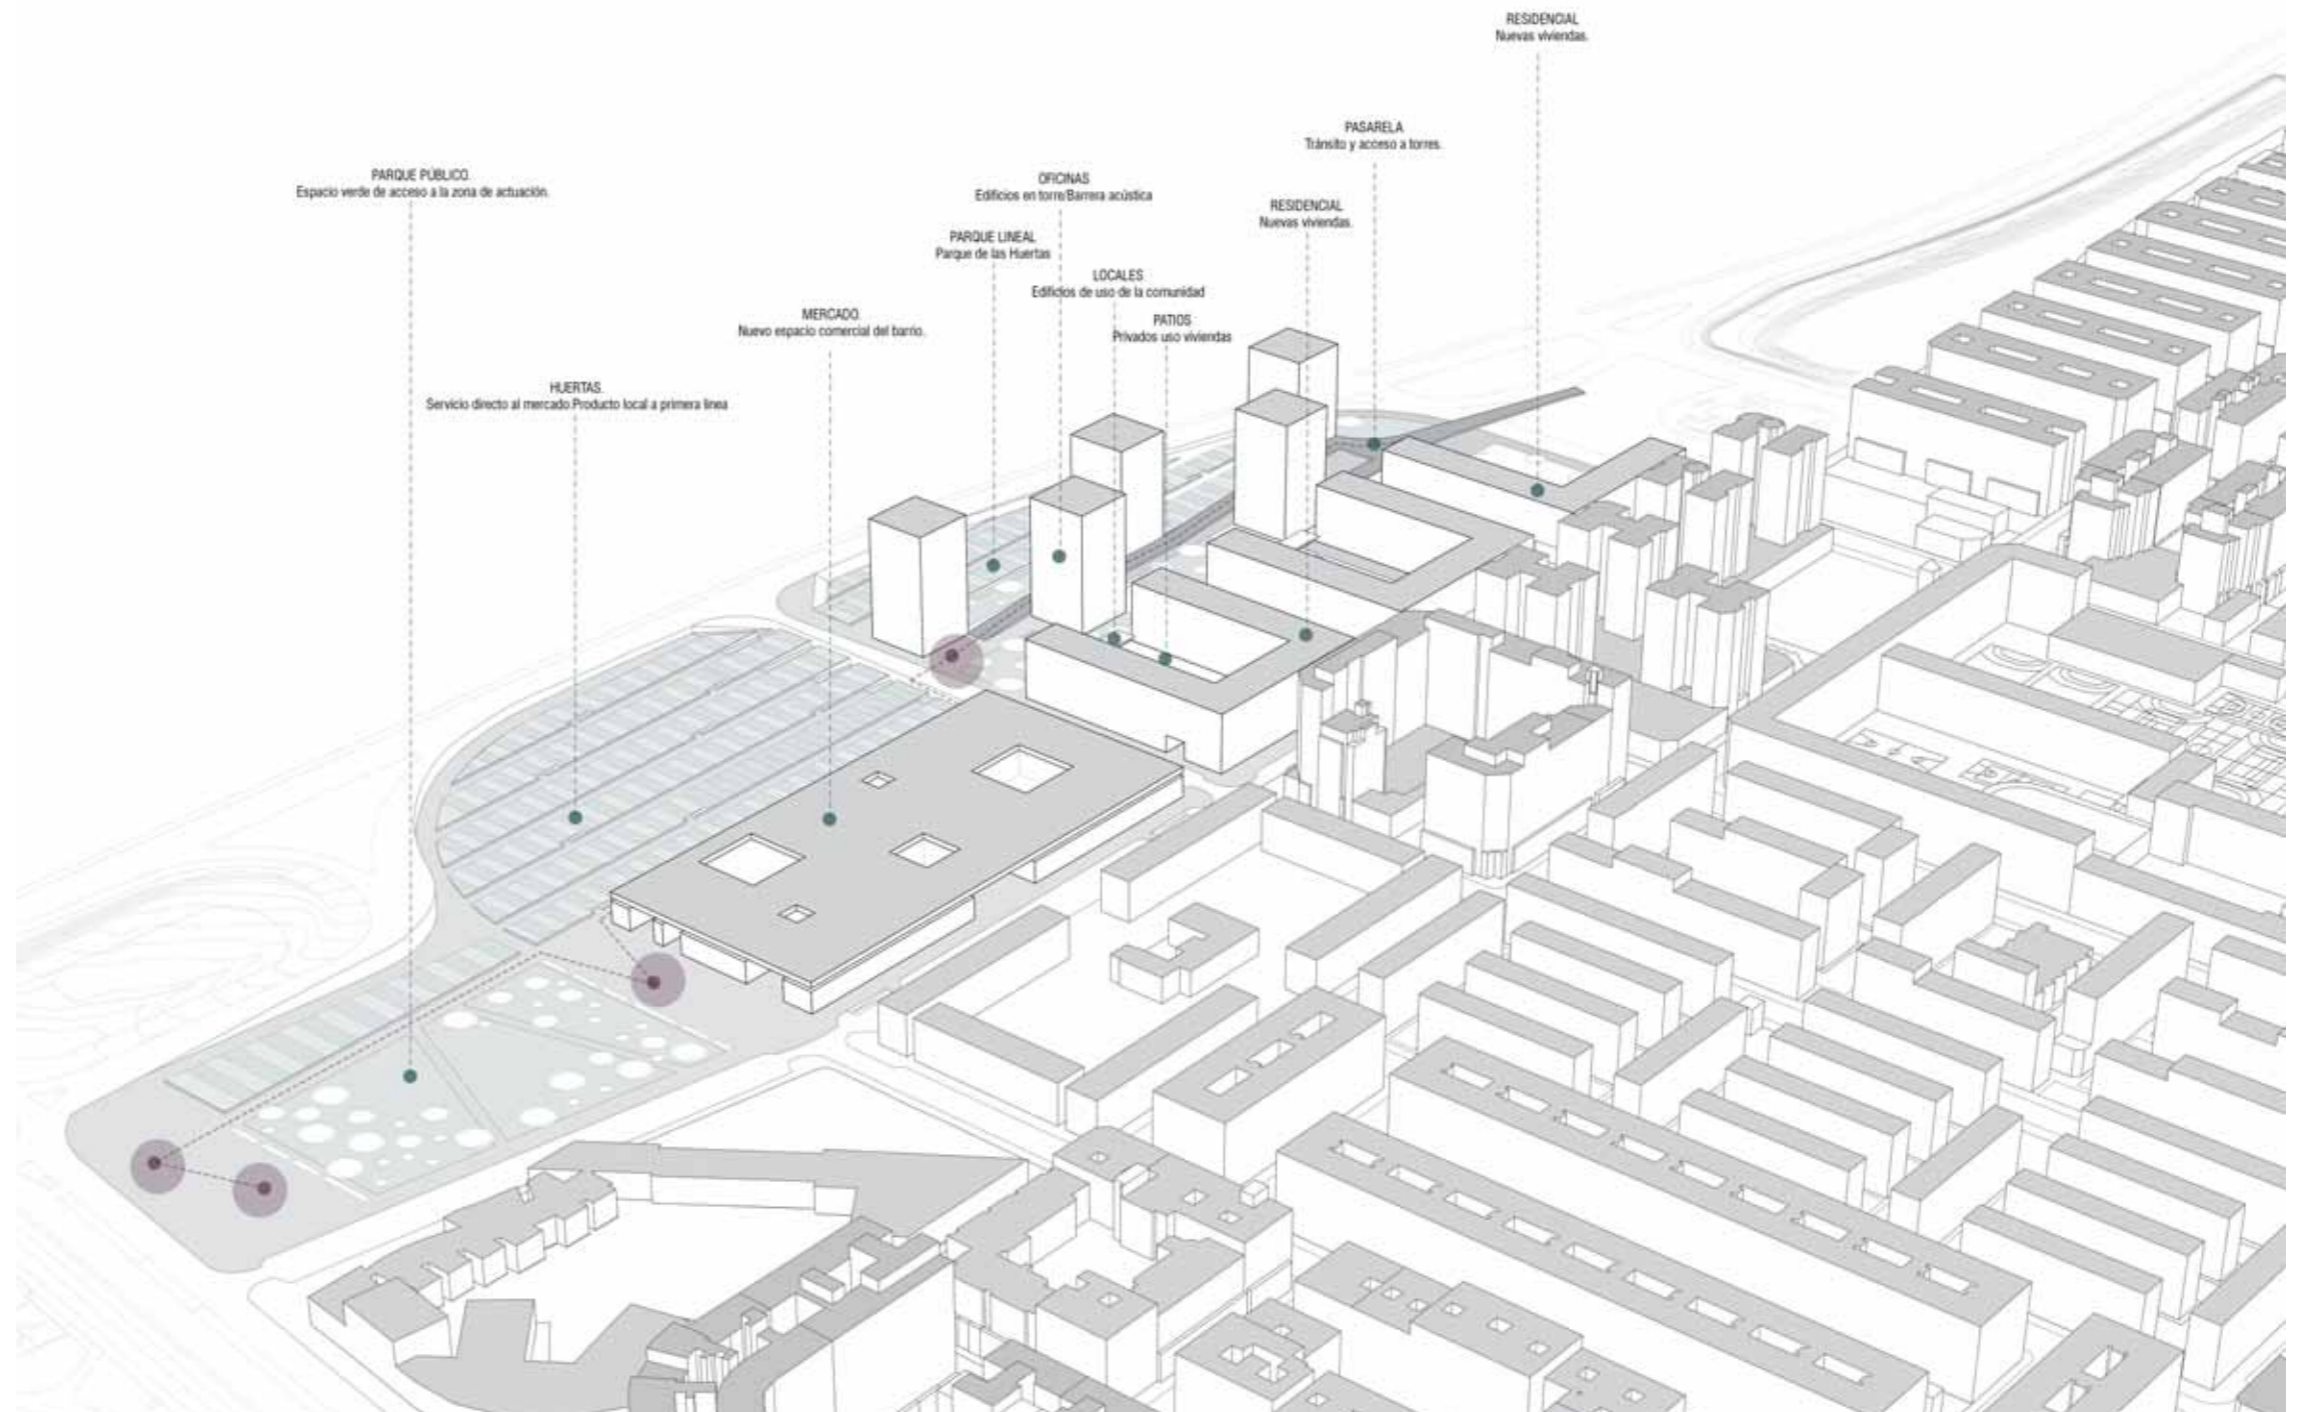 RESIDENCIAL
Nuevas viviendas.
PASARELA
Tránsito y acceso a torres.
PARQUE PÚBLICO.
Espacio verde de acceso a la zona de actuación.
OFICINAS
Edificios en torre/Barrera acústica
RESIDENCIAL
Nuevas viviendas.
PARQUE LINEAL
Parque de las Huertas
LOCALES
Edificios de uso de la comunidad
MERCADO.
Nuevo espacio comercial del barrio.
PATIOS
Privados uso viviendas
HUERTAS.
Servicio directo al mercado.Producto local a primera linea